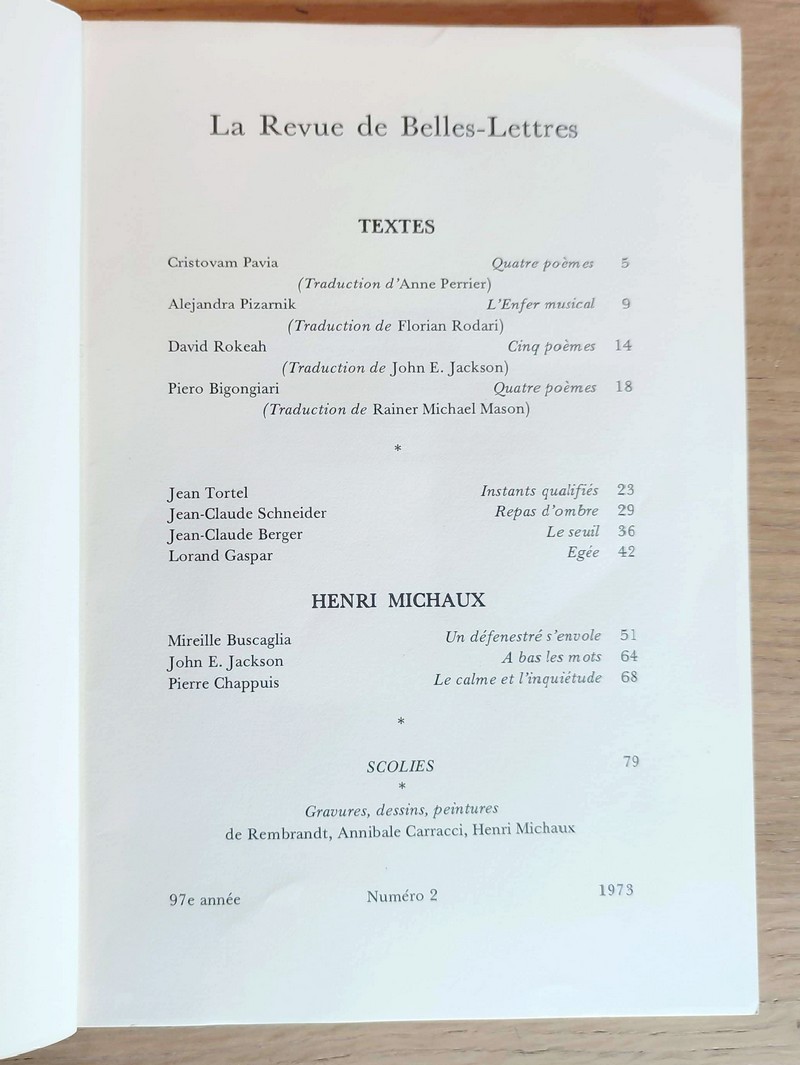 La Revue de Belles-Lettres
TEXTES
Cristovam Pavia Quatre poèmes 5
(Traduction d'Anne Perrier)
Alejandra Pizarnik L'Enfer musical 9
(Traduction de Florian Rodari)
David Rokeah Cinq poèmes 14
(Traduction de John E. Jackson)
Piero Bigongiari Quatre poèmes 18
(Traduction de Rainer Michael Mason)
*
Jean Tortel Instants qualifiés 23
Jean-Claude Schneider Repas d'ombre 29
Jean-Claude Berger Le seuil 36
Lorand Gaspar Egée 42
HENRI MICHAUX
Mireille Buscaglia Un défenestré s'envole 51
John E. Jackson A bas les mots 64
Pierre Chappuis Le calme et l'inquiétude 68
*
SCOLIES 79
*
Gravures, dessins, peintures
de Rembrandt, Annibale Carracci, Henri Michaux
97e année Numéro 2 1973